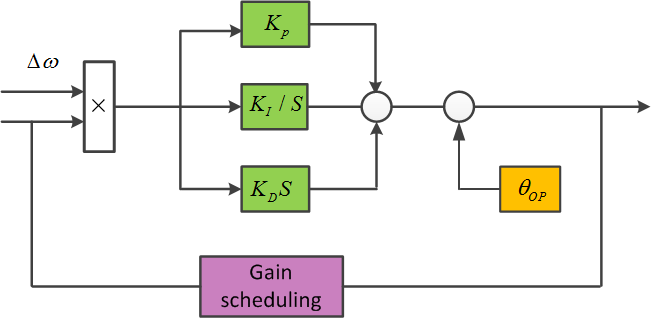 K_p
Δω
×
K_I / S
K_D S
θ_OP
Gain
scheduling